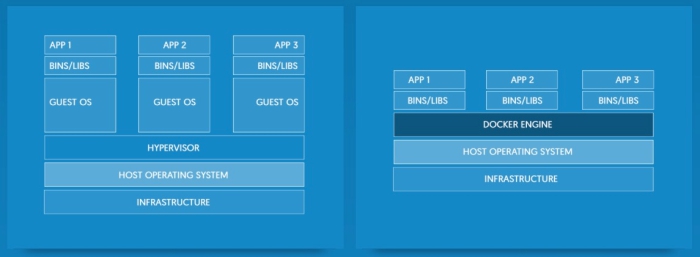 APP 1 APP 2 APP 3
BINS/LIBS BINS/LIBS BINS/LIBS
GUEST OS GUEST OS GUEST OS
HYPERVISOR
HOST OPERATING SYSTEM
INFRASTRUCTURE
APP 1 APP 2 APP 3
BINS/LIBS BINS/LIBS BINS/LIBS
DOCKER ENGINE
HOST OPERATING SYSTEM
INFRASTRUCTURE